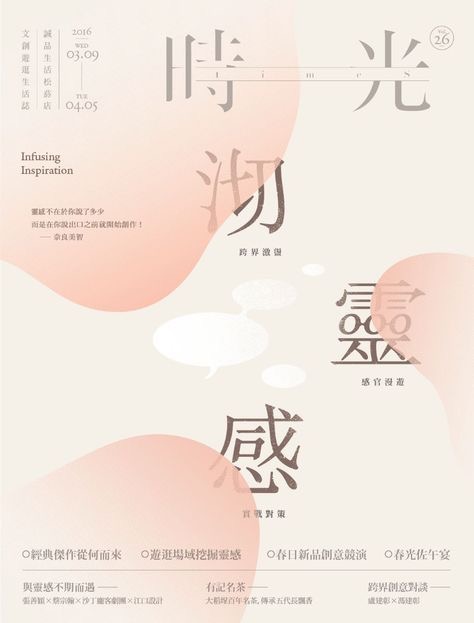 文創遊逛生活誌
誠品生活松菸店
2016
WED
03.09
TUE
04.05
時光
timeS
Vol.
26
Infusing
Inspiration
沏
跨界激盪
靈感不在於你說了多少
而是在你說出口之前就開始創作！
——奈良美智
靈
感官漫遊
感
實戰對策
○經典傑作從何而來
○遊逛場域挖掘靈感
○春日新品創意競演
○春光佐午宴
與靈感不期而遇——
張善穎×蔡宗翰×沙丁龐客劇團×江口設計
有記名茶——
大稻埕百年名茶，傳承五代長飄香
跨界創意對談——
盧建彰×馮建彰